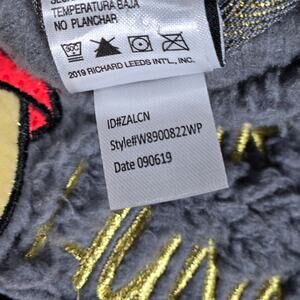 TEMPERATURA BAJA
NO PLANCHAR
2019 RICHARD LEEDS INT'L., INC.
ID#ZALCN
Style#W8900822WP
Date 090619